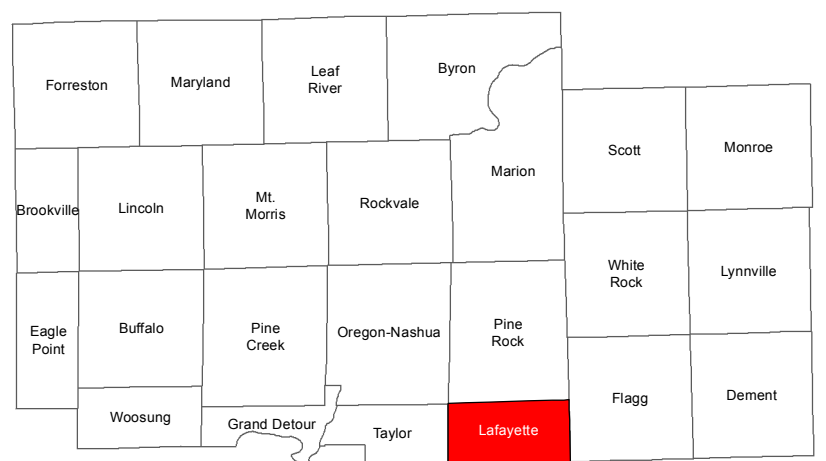 Forreston
Maryland
Leaf
River
Byron
Scott
Monroe
Brookville
Lincoln
Mt.
Morris
Rockvale
Marion
White
Rock
Lynnville
Eagle
Point
Buffalo
Pine
Creek
Oregon-Nashua
Pine
Rock
Flagg
Dement
Woosung
Grand Detour
Taylor
Lafayette